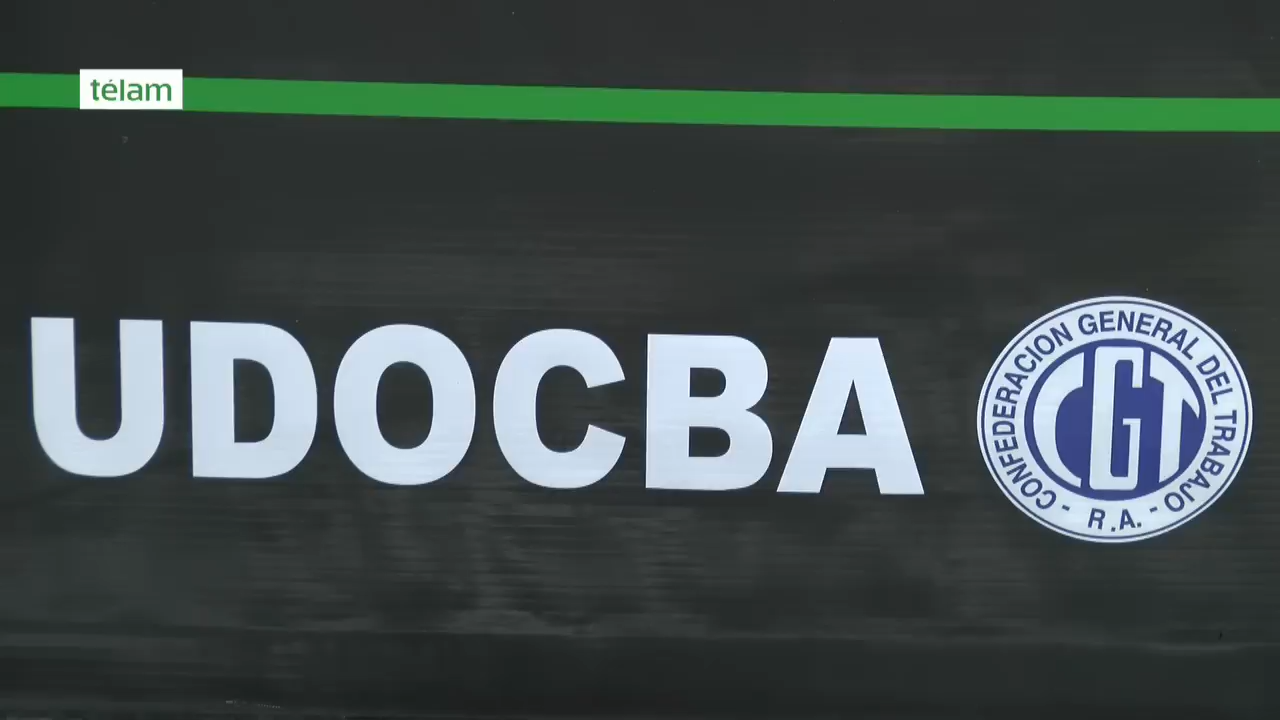 télam
UDOCBA
CONFEDERACION GENERAL DEL TRABAJO
- R.A. -
CGT